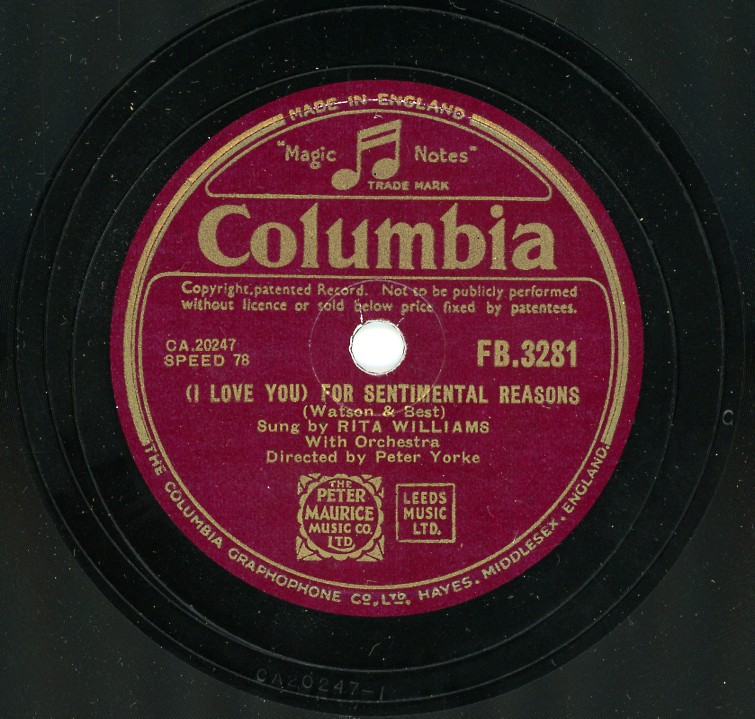 MADE IN ENGLAND
"Magic Notes"
TRADE MARK
Columbia
Copyright, patented Record. Not to be publicly performed
without licence or sold below price fixed by patentees.
CA.20247
SPEED 78
FB.3281
(I LOVE YOU) FOR SENTIMENTAL REASONS
(Watson & Best)
Sung by RITA WILLIAMS
With Orchestra
Directed by Peter Yorke
THE
PETER
MAURICE
MUSIC CO.
LTD.
LEEDS
MUSIC
LTD.
THE COLUMBIA GRAPHOPHONE CO., LTD. HAYES. MIDDLESEX. ENGLAND.
CA20247-1